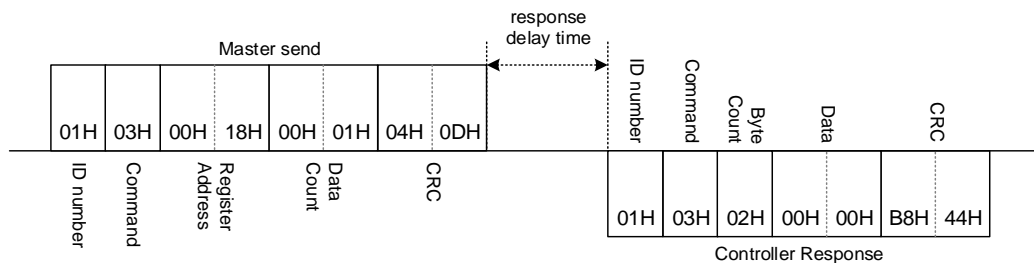 response
delay time
Master send
01H 03H 00H 18H 00H 01H 04H 0DH
ID number
Command
Register
Address
Data
Count
CRC
ID number
Command
Byte
Count
Data
CRC
01H 03H 02H 00H 00H B8H 44H
Controller Response